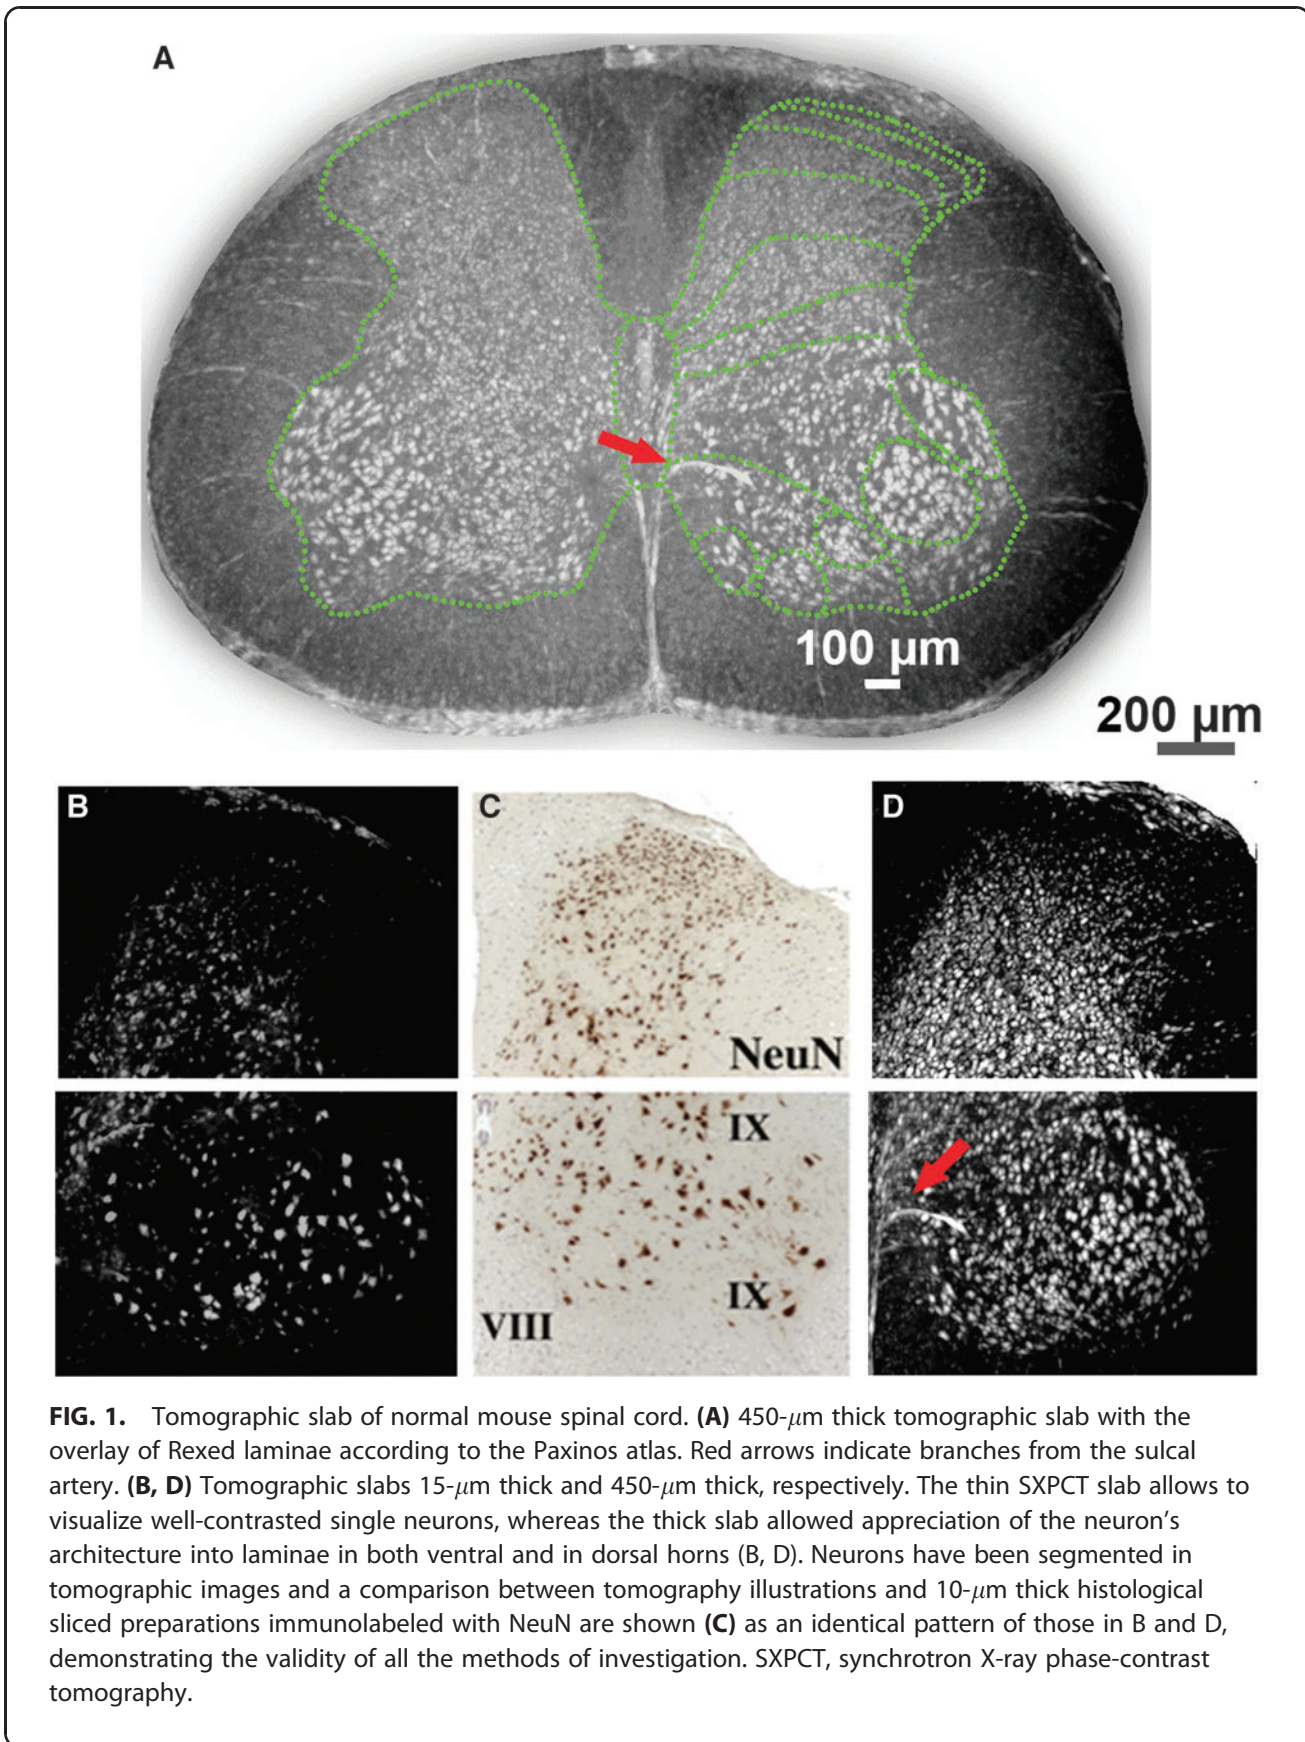 A
100 µm
200 µm
B
C
D
NeuN
IX
IX
VIII
FIG. 1. Tomographic slab of normal mouse spinal cord. (A) 450-μm thick tomographic slab with the
overlay of Rexed laminae according to the Paxinos atlas. Red arrows indicate branches from the sulcal
artery. (B, D) Tomographic slabs 15-μm thick and 450-μm thick, respectively. The thin SXPCT slab allows to
visualize well-contrasted single neurons, whereas the thick slab allowed appreciation of the neuron’s
architecture into laminae in both ventral and in dorsal horns (B, D). Neurons have been segmented in
tomographic images and a comparison between tomography illustrations and 10-μm thick histological
sliced preparations immunolabeled with NeuN are shown (C) as an identical pattern of those in B and D,
demonstrating the validity of all the methods of investigation. SXPCT, synchrotron X-ray phase-contrast
tomography.